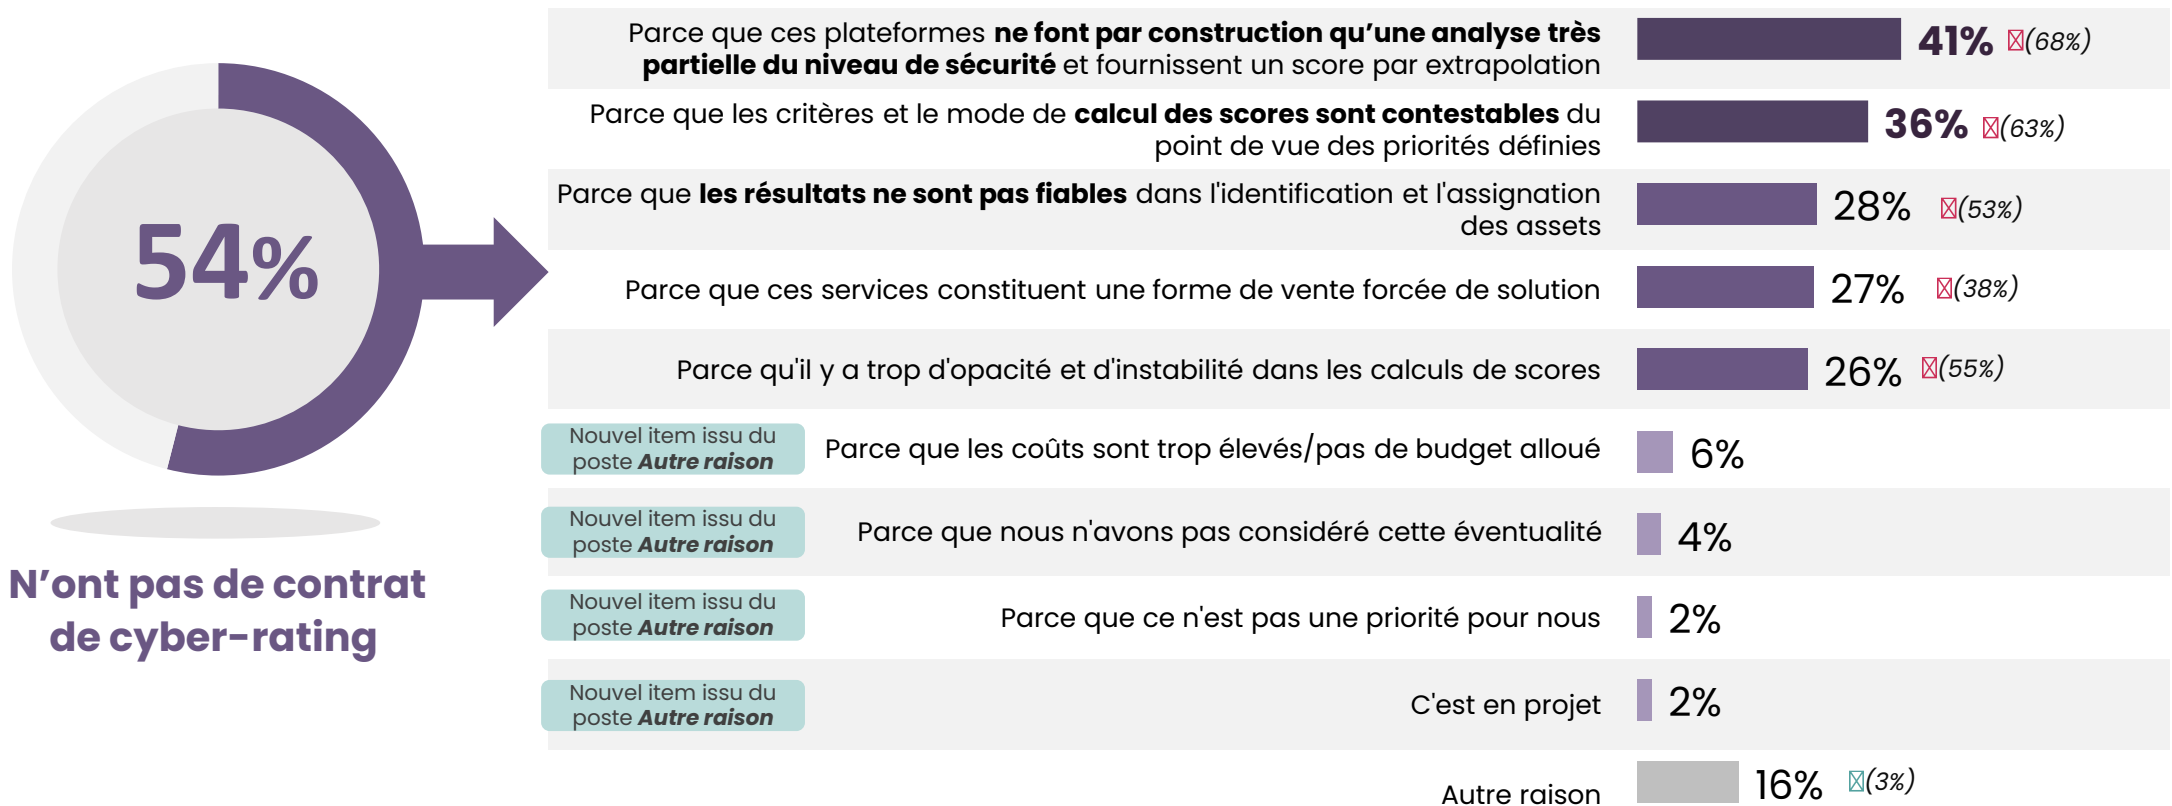 54%
N’ont pas de contrat
de cyber-rating
Parce que ces plateformes ne font par construction qu’une analyse très
partielle du niveau de sécurité et fournissent un score par extrapolation
41% (68%)
Parce que les critères et le mode de calcul des scores sont contestables du
point de vue des priorités définies
36% (63%)
Parce que les résultats ne sont pas fiables dans l'identification et l'assignation
des assets
28% (53%)
Parce que ces services constituent une forme de vente forcée de solution
27% (38%)
Parce qu'il y a trop d'opacité et d'instabilité dans les calculs de scores
26% (55%)
Nouvel item issu du
poste Autre raison
Parce que les coûts sont trop élevés/pas de budget alloué
6%
Nouvel item issu du
poste Autre raison
Parce que nous n'avons pas considéré cette éventualité
4%
Nouvel item issu du
poste Autre raison
Parce que ce n'est pas une priorité pour nous
2%
Nouvel item issu du
poste Autre raison
C'est en projet
2%
Autre raison
16% (3%)